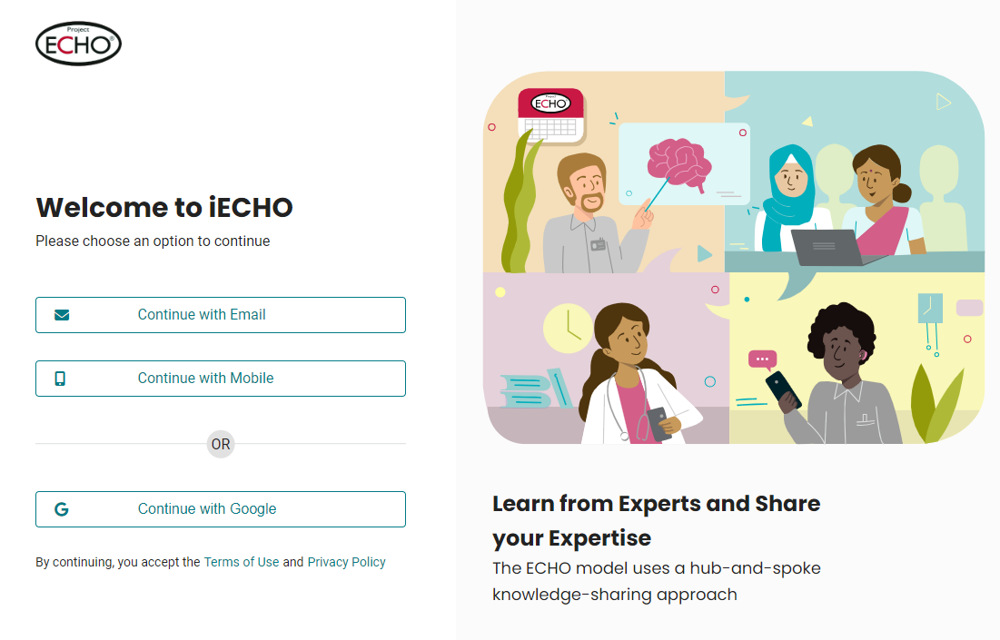 Project
ECHO®
Welcome to iECHO
Please choose an option to continue
Continue with Email
Continue with Mobile
OR
Continue with Google
By continuing, you accept the Terms of Use and Privacy Policy
Project
ECHO
Learn from Experts and Share
your Expertise
The ECHO model uses a hub-and-spoke
knowledge-sharing approach